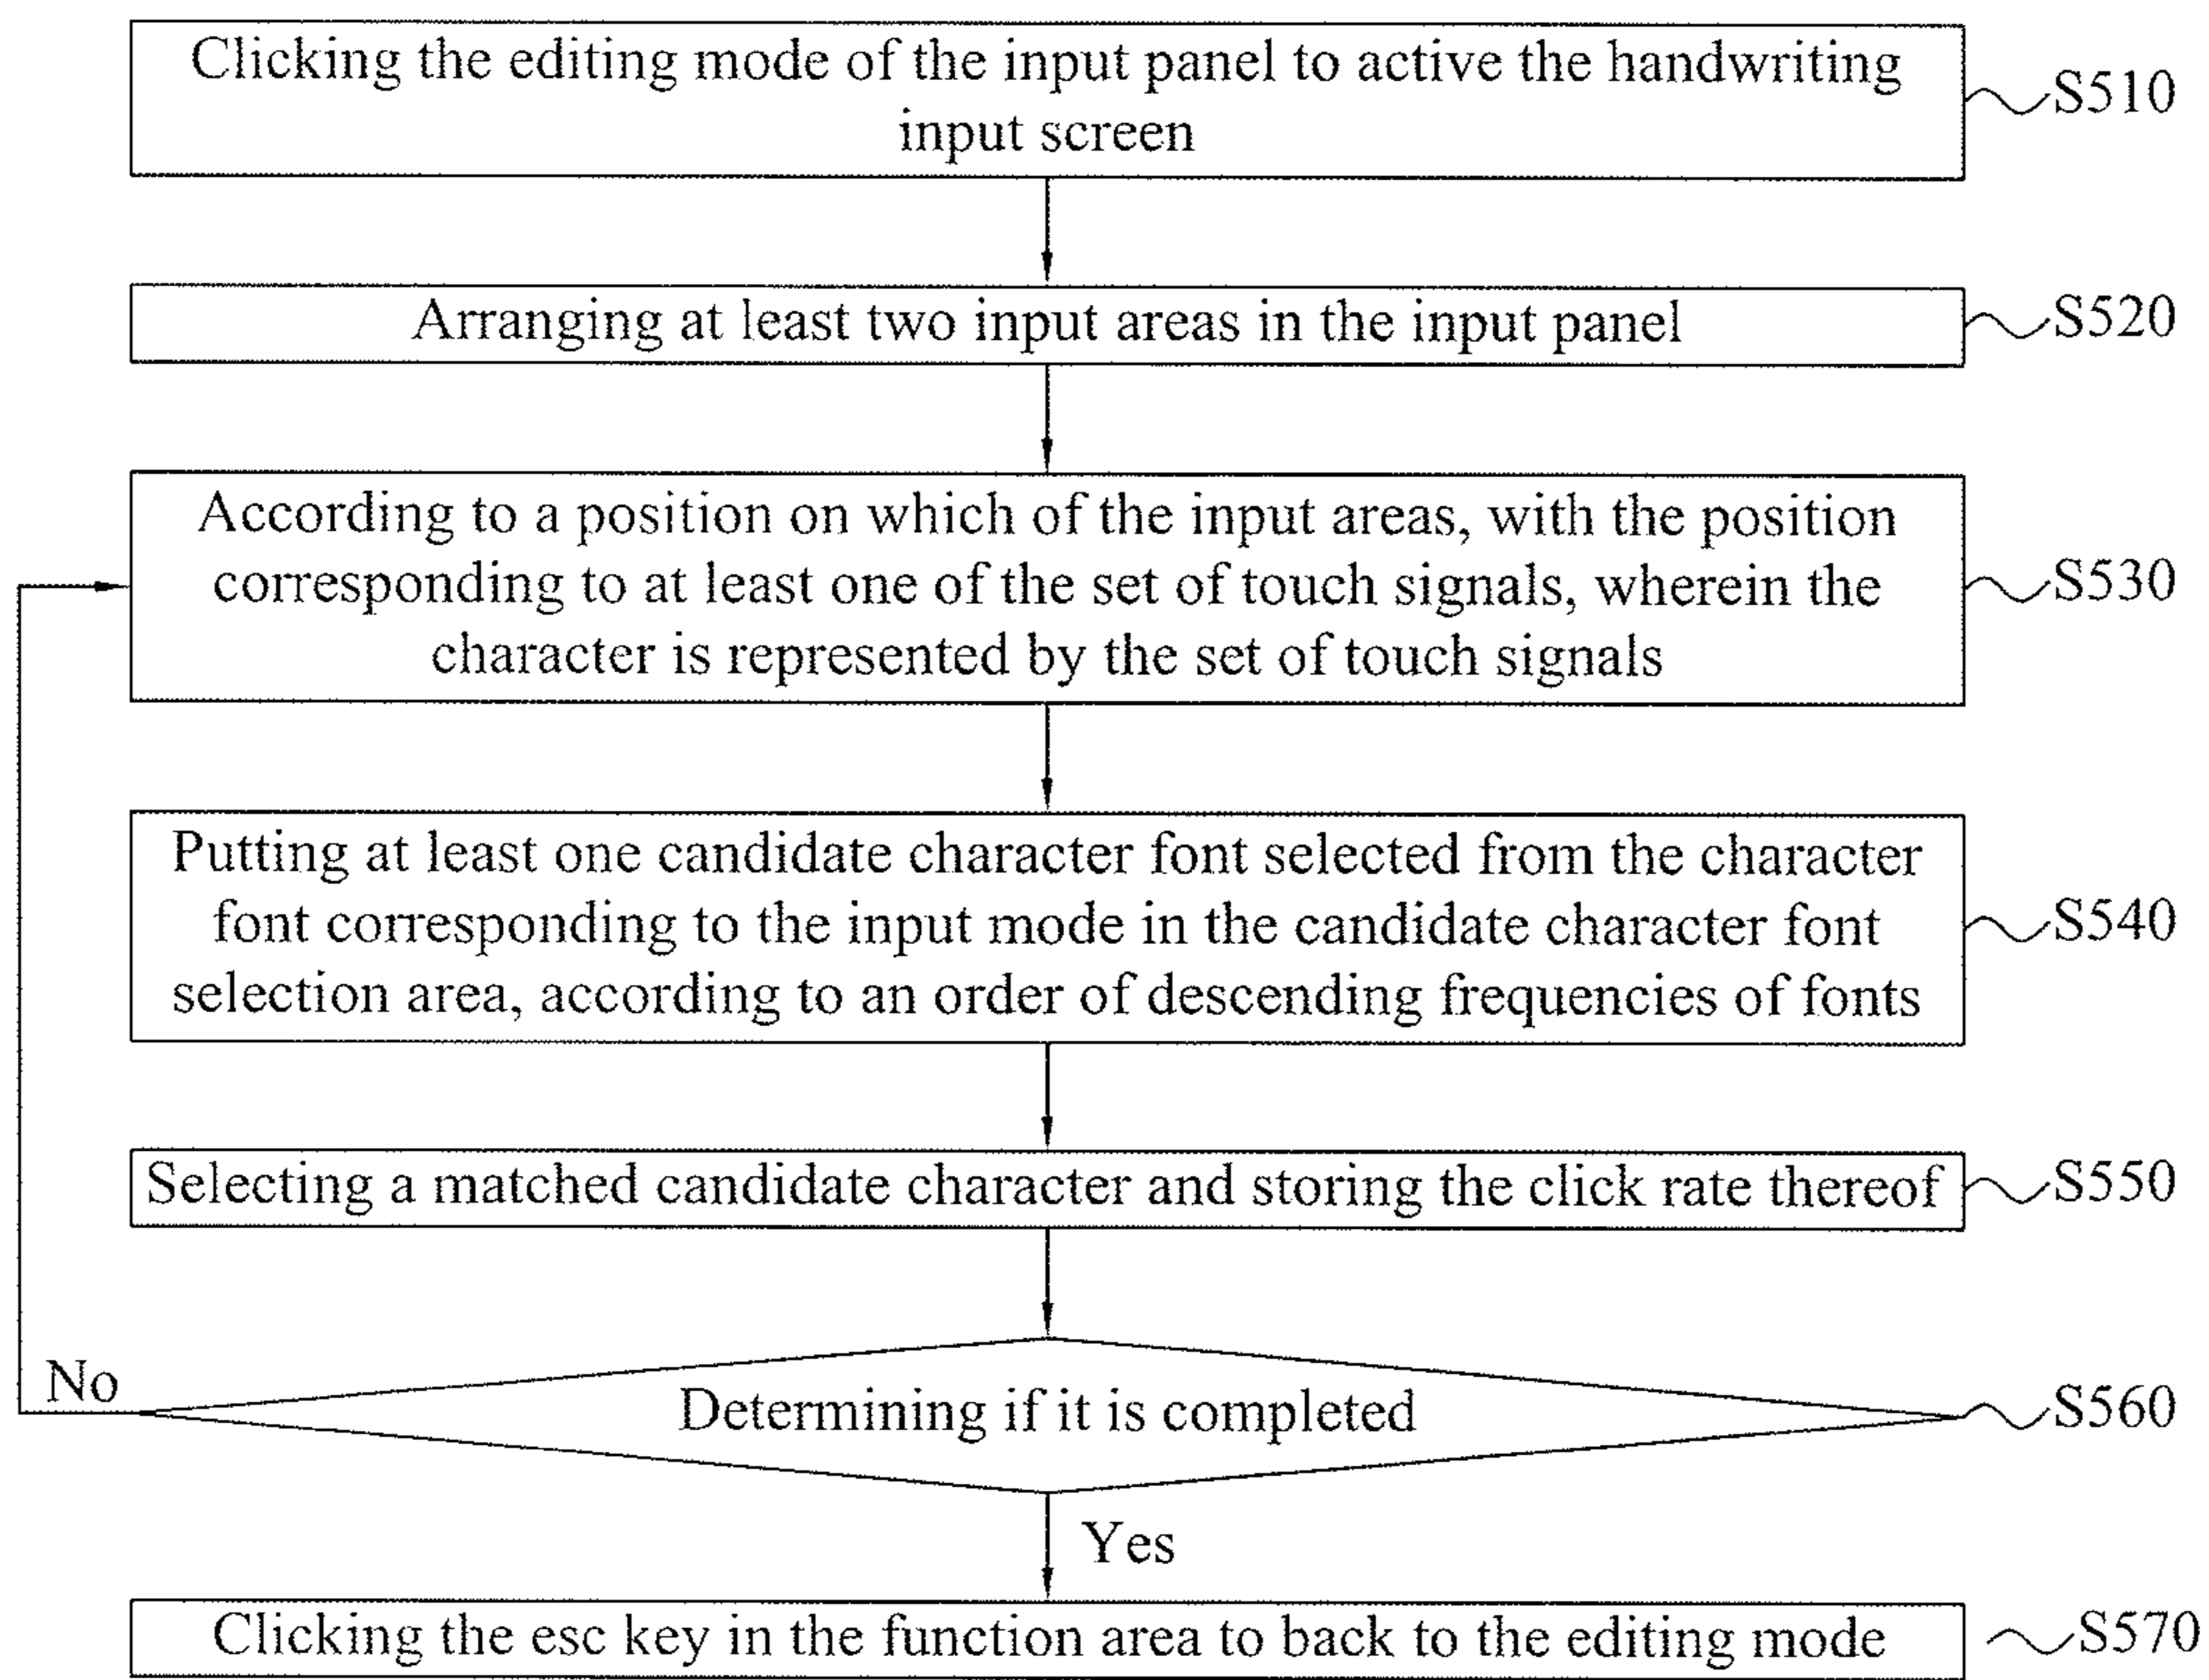 Clicking the editing mode of the input panel to active the handwriting
input screen
S510
Arranging at least two input areas in the input panel
S520
According to a position on which of the input areas, with the position
corresponding to at least one of the set of touch signals, wherein the
character is represented by the set of touch signals
S530
Putting at least one candidate character font selected from the character
font corresponding to the input mode in the candidate character font
selection area, according to an order of descending frequencies of fonts
S540
Selecting a matched candidate character and storing the click rate thereof
S550
No
Determining if it is completed
S560
Yes
Clicking the esc key in the function area to back to the editing mode
S570